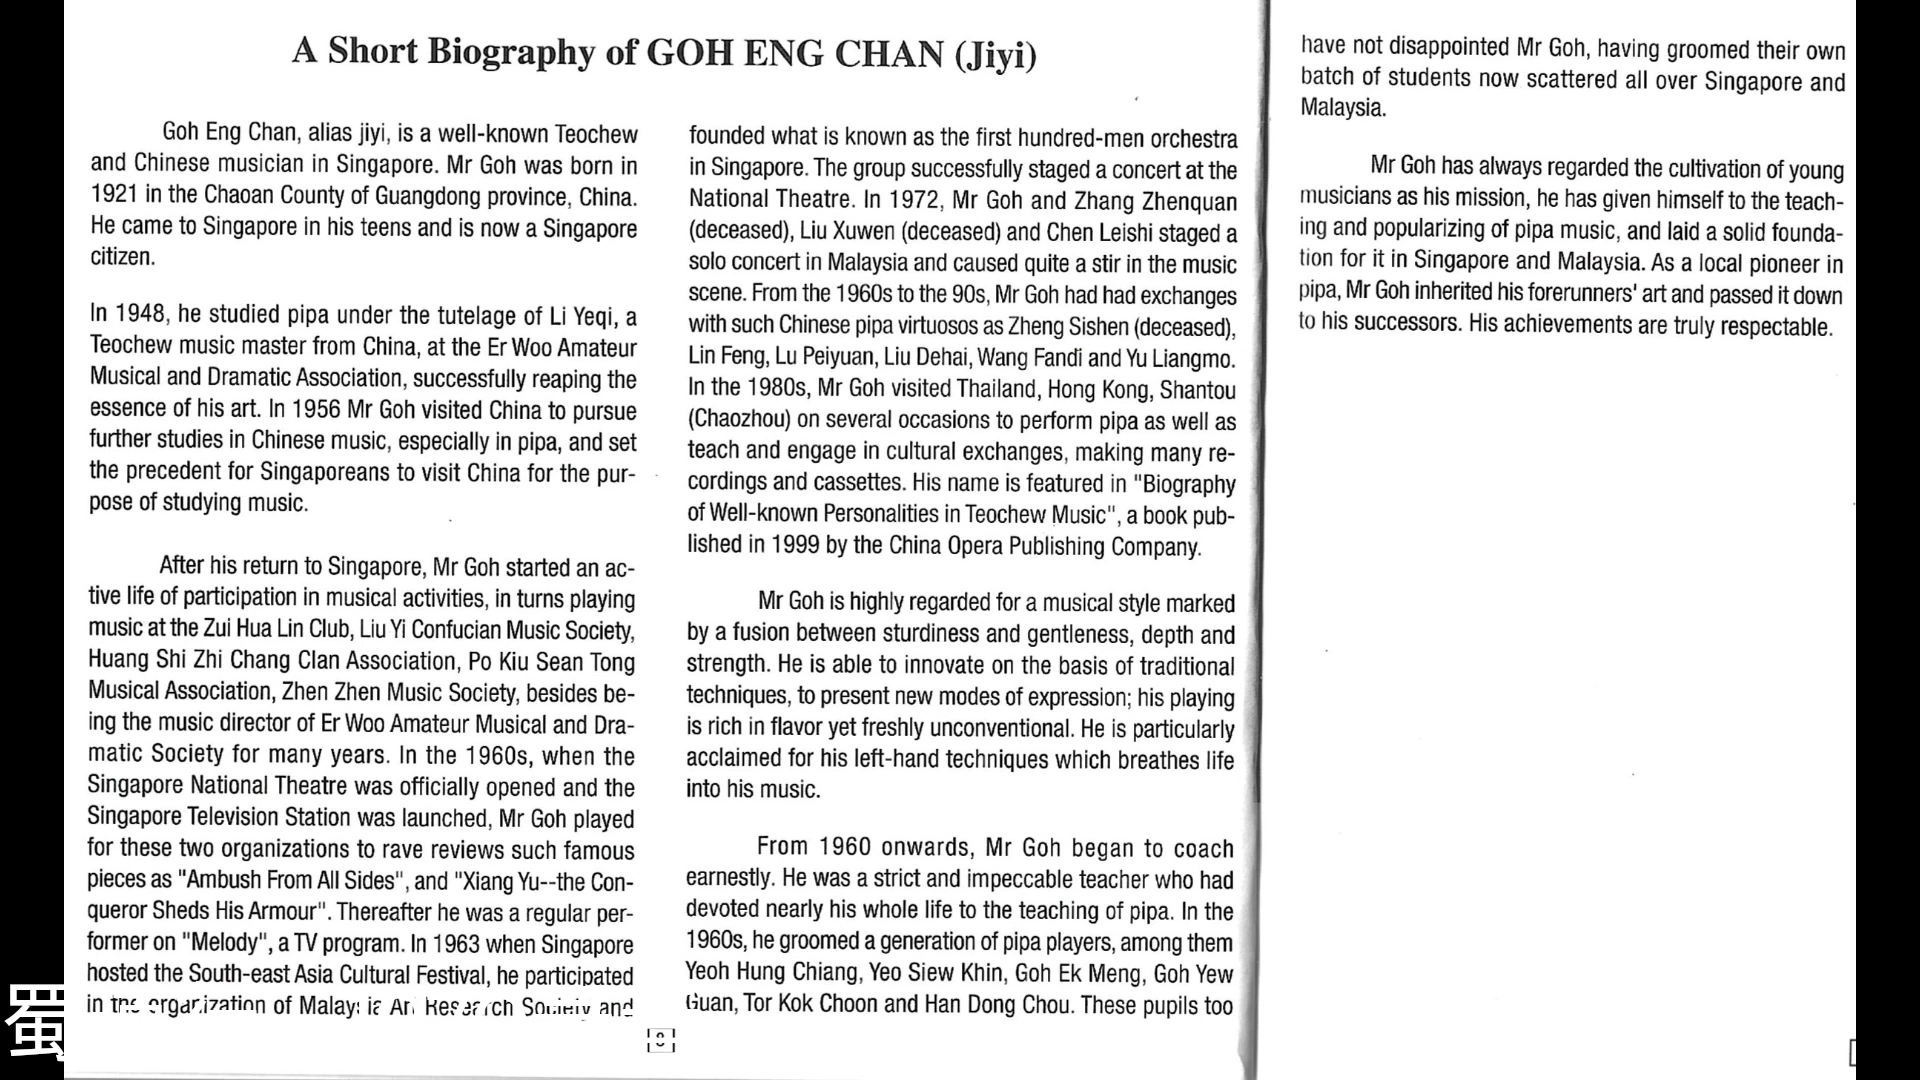 A Short Biography of GOH ENG CHAN (Jiyi)
Goh Eng Chan, alias jiyi, is a well-known Teochew
and Chinese musician in Singapore. Mr Goh was born in
1921 in the Chaoan County of Guangdong province, China.
He came to Singapore in his teens and is now a Singapore
citizen.
In 1948, he studied pipa under the tutelage of Li Yeqi, a
Teochew music master from China, at the Er Woo Amateur
Musical and Dramatic Association, successfully reaping the
essence of his art. In 1956 Mr Goh visited China to pursue
further studies in Chinese music, especially in pipa, and set
the precedent for Singaporeans to visit China for the pur-
pose of studying music.
After his return to Singapore, Mr Goh started an ac-
tive life of participation in musical activities, in turns playing
music at the Zui Hua Lin Club, Liu Yi Confucian Music Society,
Huang Shi Zhi Chang Clan Association, Po Kiu Sean Tong
Musical Association, Zhen Zhen Music Society, besides be-
ing the music director of Er Woo Amateur Musical and Dra-
matic Society for many years. In the 1960s, when the
Singapore National Theatre was officially opened and the
Singapore Television Station was launched, Mr Goh played
for these two organizations to rave reviews such famous
pieces as "Ambush From All Sides", and "Xiang Yu--the Con-
queror Sheds His Armour". Thereafter he was a regular per-
former on "Melody", a TV program. In 1963 when Singapore
hosted the South-east Asia Cultural Festival, he participated
in the organization of Malaysia Art Research Society and
founded what is known as the first hundred-men orchestra
in Singapore. The group successfully staged a concert at the
National Theatre. In 1972, Mr Goh and Zhang Zhenquan
(deceased), Liu Xuwen (deceased) and Chen Leishi staged a
solo concert in Malaysia and caused quite a stir in the music
scene. From the 1960s to the 90s, Mr Goh had had exchanges
with such Chinese pipa virtuosos as Zheng Sishen (deceased),
Lin Feng, Lu Peiyuan, Liu Dehai, Wang Fandi and Yu Liangmo.
In the 1980s, Mr Goh visited Thailand, Hong Kong, Shantou
(Chaozhou) on several occasions to perform pipa as well as
teach and engage in cultural exchanges, making many re-
cordings and cassettes. His name is featured in "Biography
of Well-known Personalities in Teochew Music", a book pub-
lished in 1999 by the China Opera Publishing Company.
Mr Goh is highly regarded for a musical style marked
by a fusion between sturdiness and gentleness, depth and
strength. He is able to innovate on the basis of traditional
techniques, to present new modes of expression; his playing
is rich in flavor yet freshly unconventional. He is particularly
acclaimed for his left-hand techniques which breathes life
into his music.
From 1960 onwards, Mr Goh began to coach
earnestly. He was a strict and impeccable teacher who had
devoted nearly his whole life to the teaching of pipa. In the
1960s, he groomed a generation of pipa players, among them
Yeoh Hung Chiang, Yeo Siew Khin, Goh Ek Meng, Goh Yew
Guan, Tor Kok Choon and Han Dong Chou. These pupils too
have not disappointed Mr Goh, having groomed their own
batch of students now scattered all over Singapore and
Malaysia.
Mr Goh has always regarded the cultivation of young
musicians as his mission, he has given himself to the teach-
ing and popularizing of pipa music, and laid a solid founda-
tion for it in Singapore and Malaysia. As a local pioneer in
pipa, Mr Goh inherited his forerunners' art and passed it down
to his successors. His achievements are truly respectable.
蜀